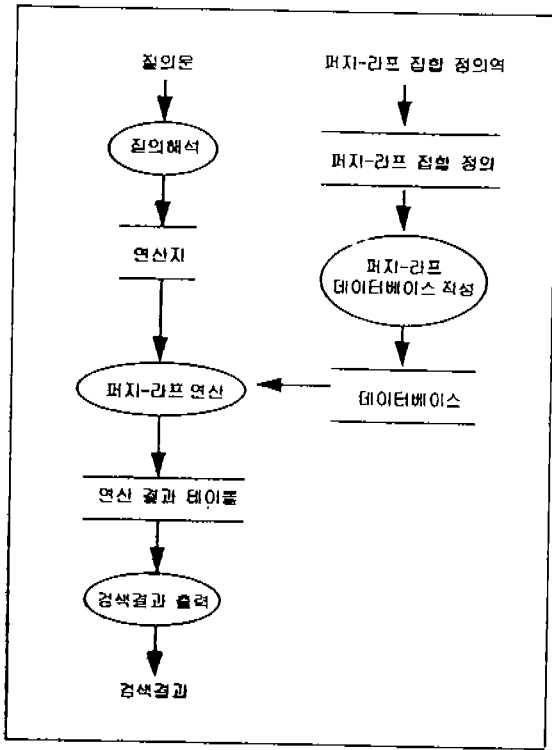 질의문
질의해석
연산자
퍼지-라프 연산
연산 결과 테이블
검색결과 출력
검색결과
퍼지-라프 집합 정의역
퍼지-라프 집합 정의
퍼지-라프
데이터베이스 작성
데이터베이스